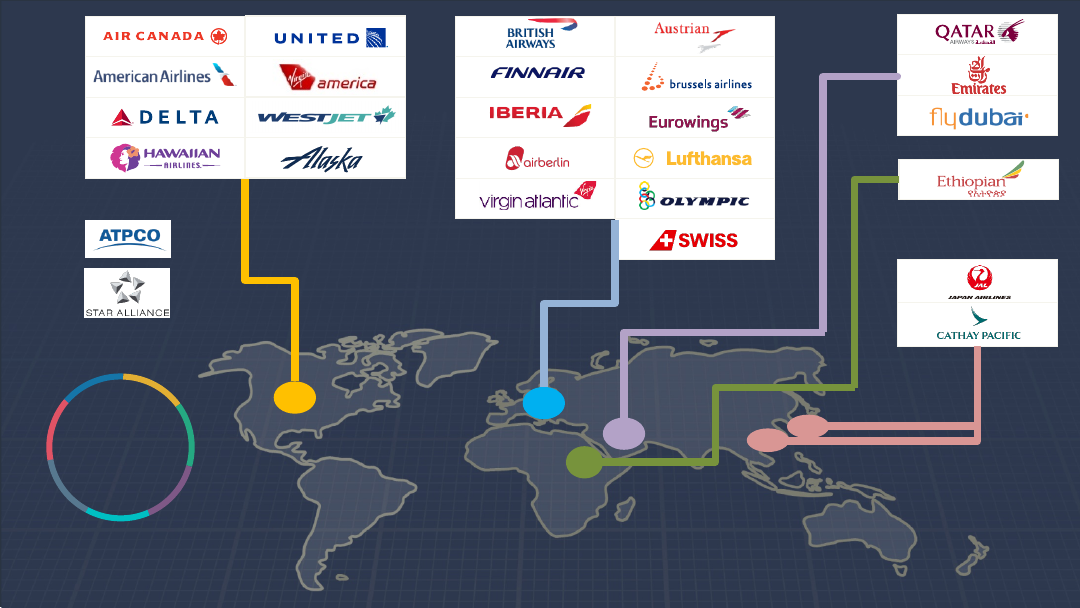 AIR CANADA
UNITED
American Airlines
Virgin america
DELTA
WESTJET
HAWAIIAN
AIRLINES
Alaska
ATPCO
STAR ALLIANCE
BRITISH
AIRWAYS
Austrian
FINNAIR
brussels airlines
IBERIA
Eurowings
airberlin
Lufthansa
virgin atlantic
OLYMPIC
SWISS
QATAR
AIRWAYS القطرية
Emirates
flydubai
Ethiopian
የኢትዮጵያ
JAL
JAPAN AIRLINES
CATHAY PACIFIC